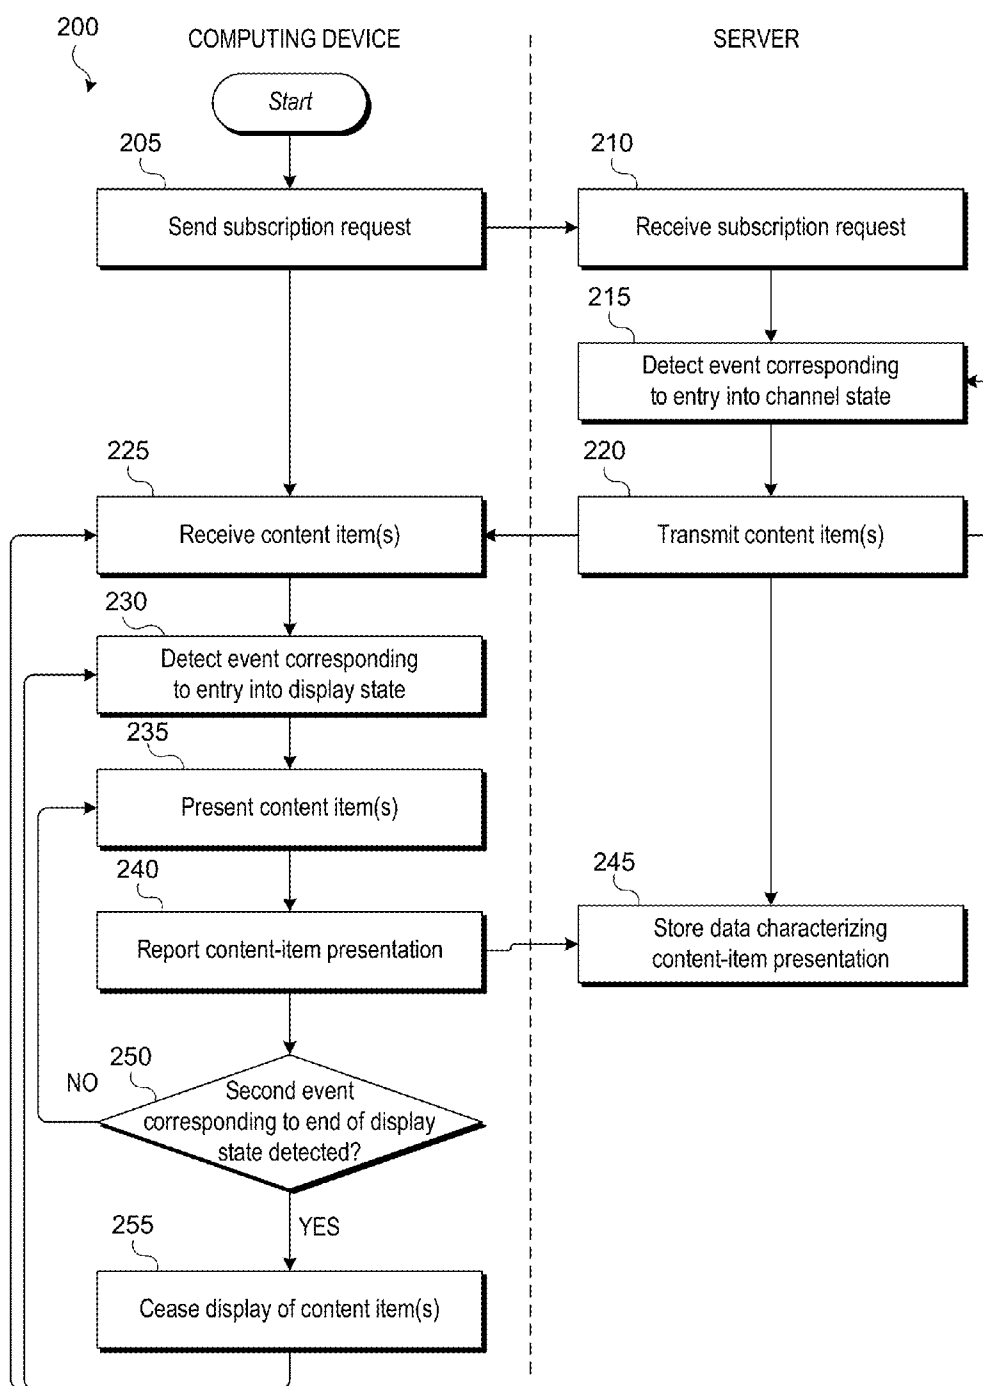 200
COMPUTING DEVICE
SERVER
Start
205
Send subscription request
210
Receive subscription request
215
Detect event corresponding
to entry into channel state
220
Transmit content item(s)
225
Receive content item(s)
230
Detect event corresponding
to entry into display state
235
Present content item(s)
240
Report content-item presentation
245
Store data characterizing
content-item presentation
250
NO
Second event
corresponding to end of display
state detected?
YES
255
Cease display of content item(s)